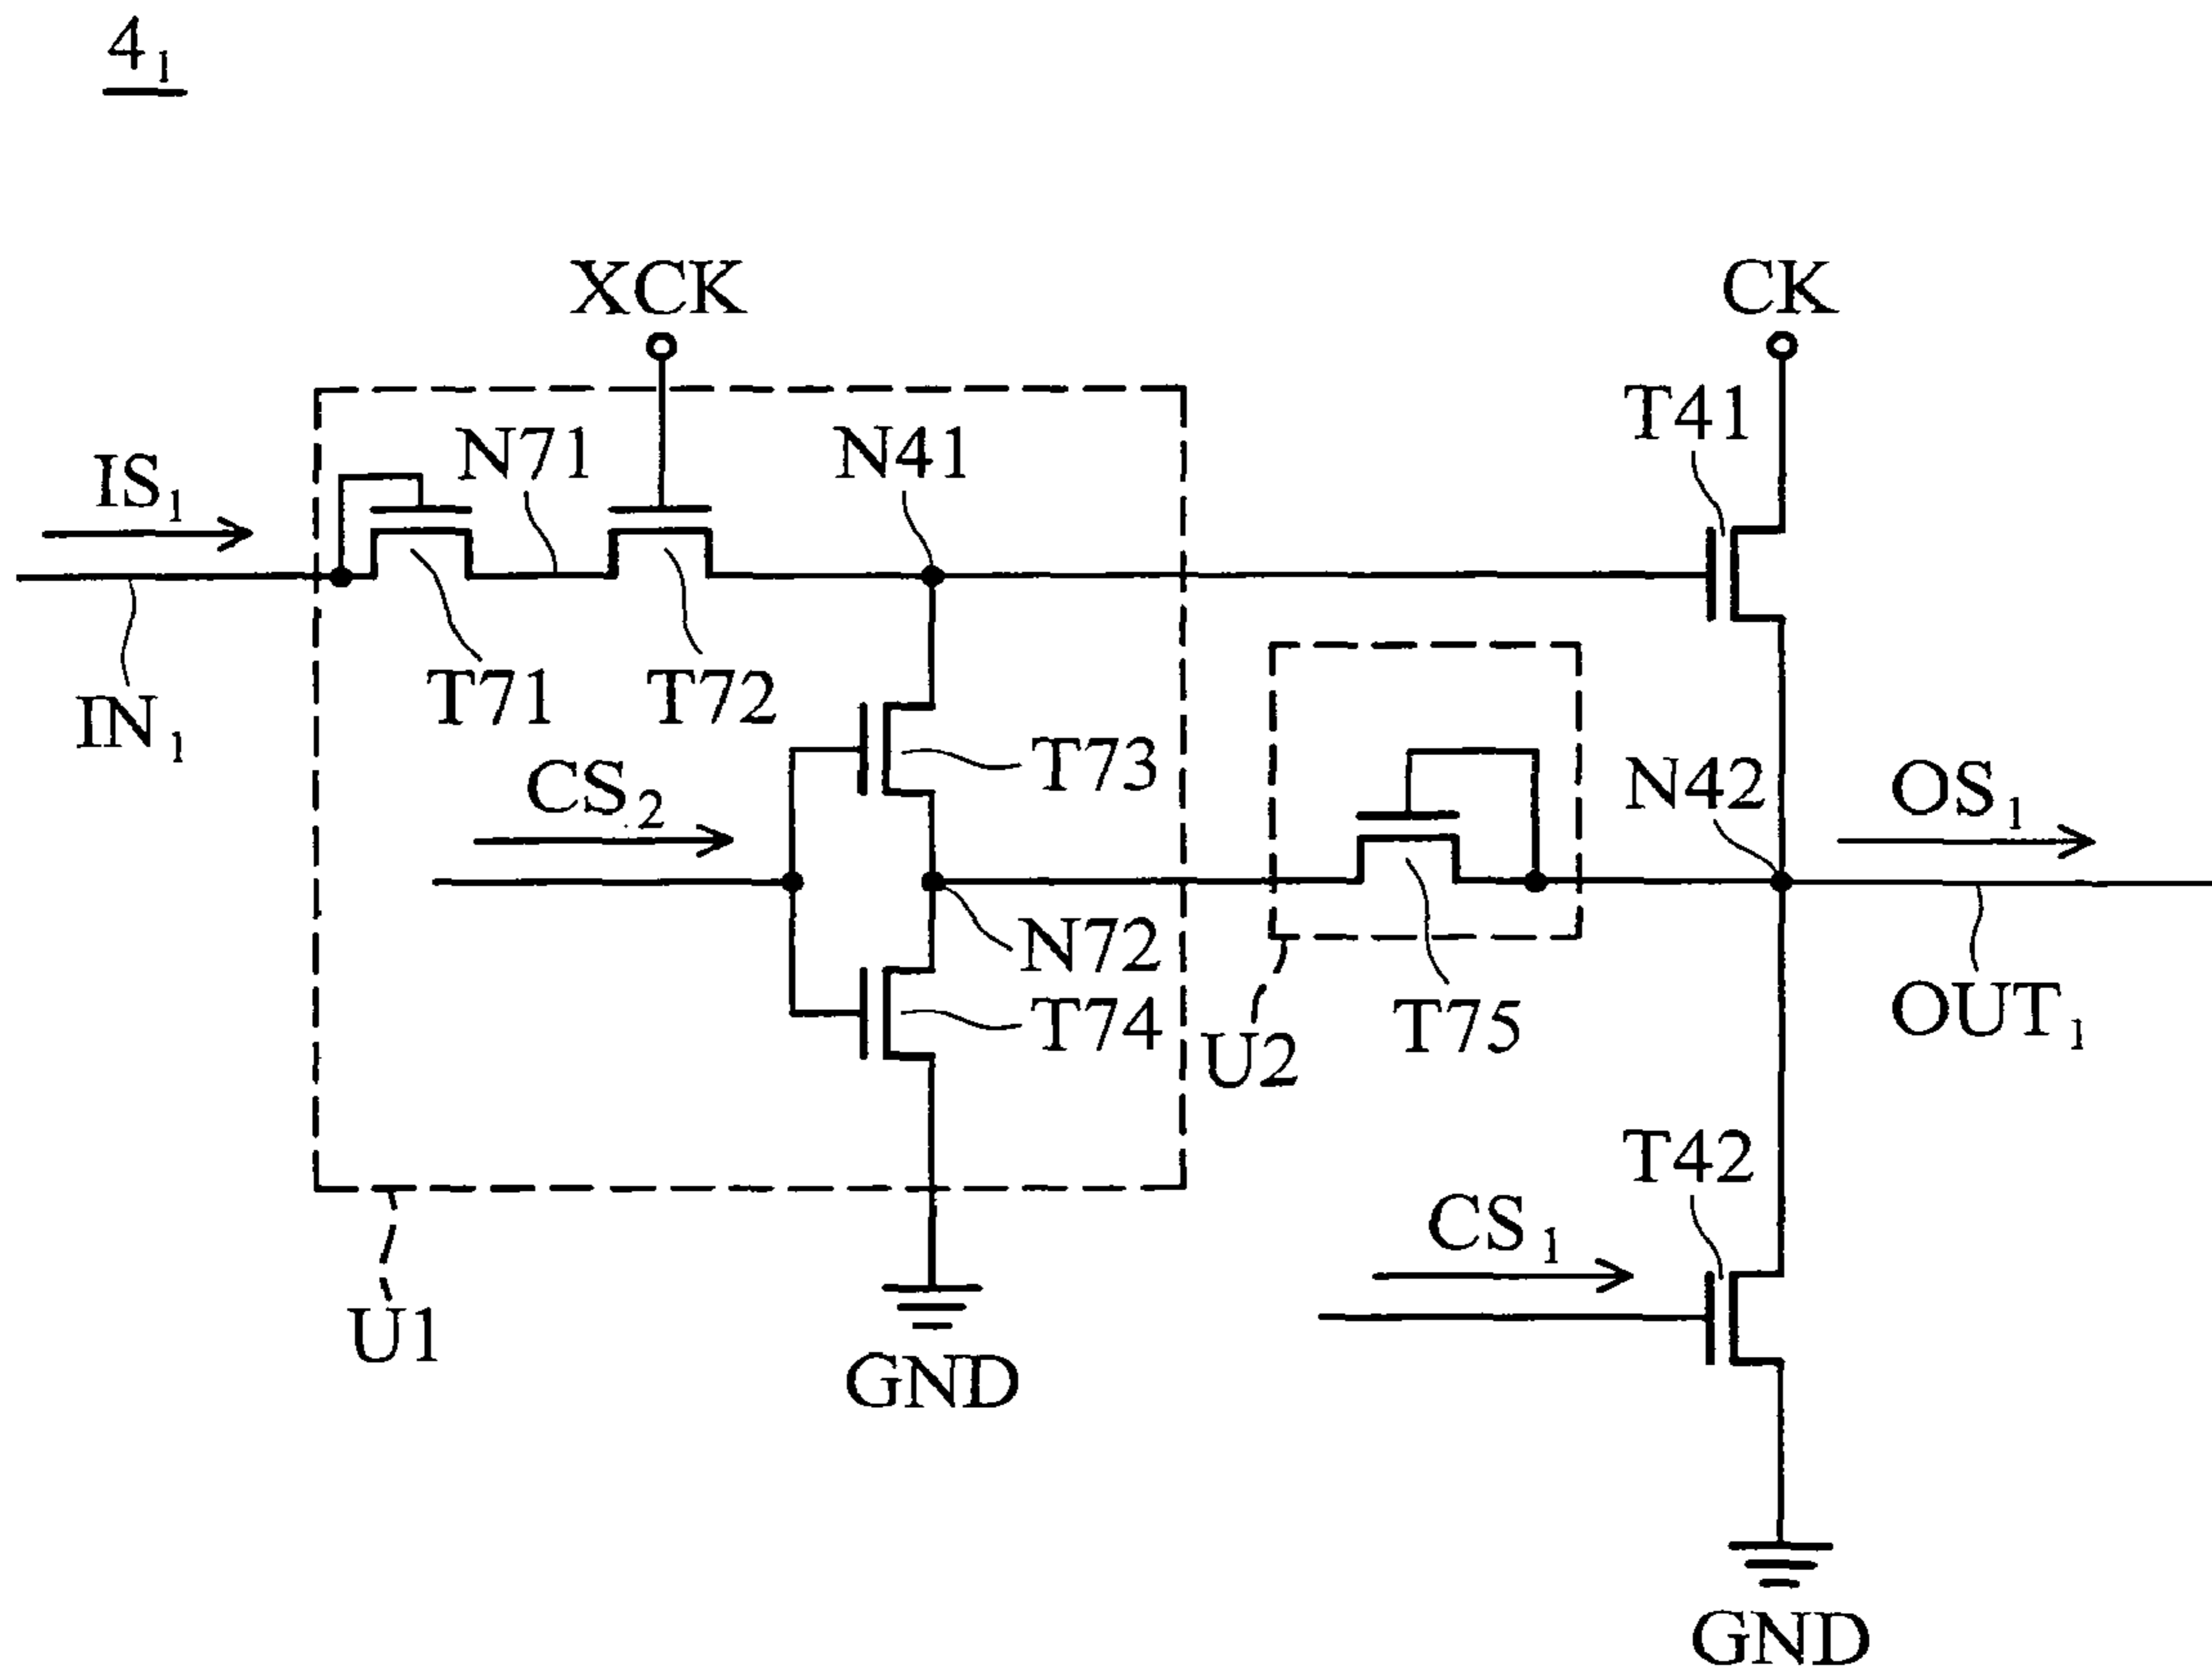 4₁
XCK
CK
T41
N71
N41
IS₁
T71
T72
IN₁
T73
CS₂
N42
OS₁
N72
T74
T75
OUT₁
U2
T42
CS₁
U1
GND
GND